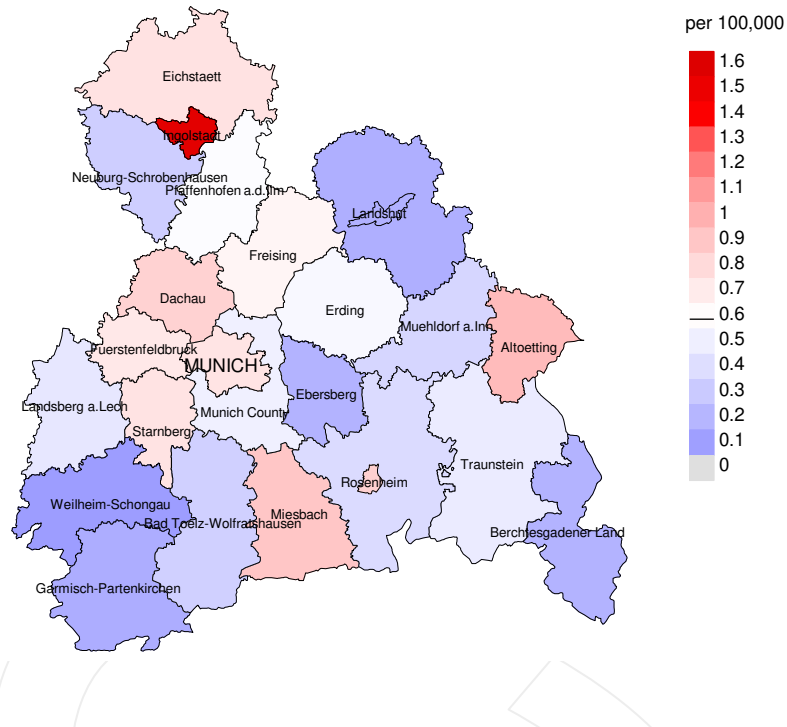 per 100,000
1.6
1.5
1.4
1.3
1.2
1.1
1
0.9
0.8
0.7
0.6
0.5
0.4
0.3
0.2
0.1
0
Eichstaett
Ingolstadt
Neuburg-Schrobenhausen
Pfaffenhofen a.d.Ilm
Landshut
Freising
Dachau
Erding
Muehldorf a.Inn
Altoetting
Fuerstenfeldbruck
MUNICH
Ebersberg
Landsberg a.Lech
Munich County
Starnberg
Traunstein
Rosenheim
Weilheim-Schongau
Miesbach
Bad Toelz-Wolfratshausen
Berchtesgadener Land
Garmisch-Partenkirchen